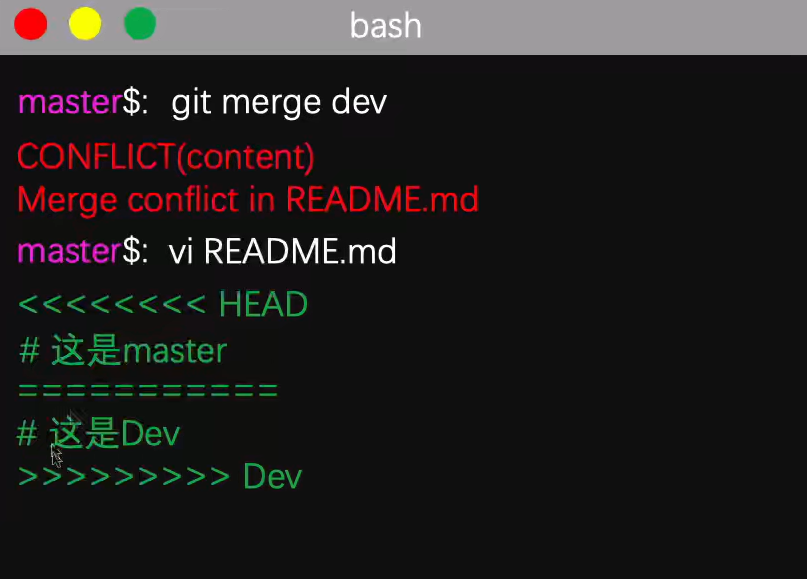 bash
master$: git merge dev
CONFLICT(content)
Merge conflict in README.md
master$: vi README.md
<<<<<<<< HEAD
# 这是master
===========
# 这是Dev
>>>>>>>>> Dev